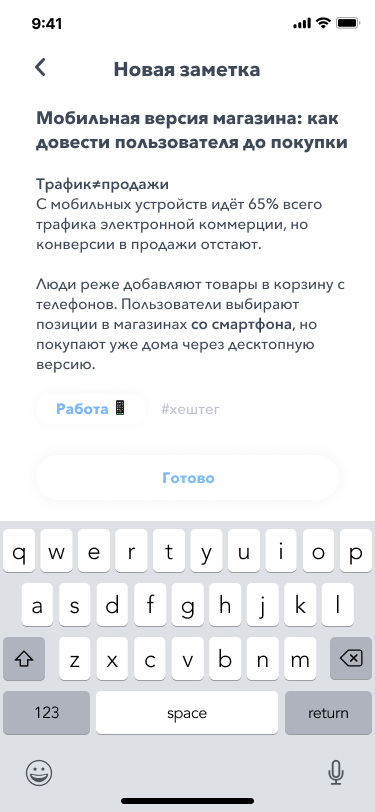 9:41
Новая заметка
Мобильная версия магазина: как
довести пользователя до покупки
Трафик≠продажи
С мобильных устройств идёт 65% всего
трафика электронной коммерции, но
конверсии в продажи отстают.
Люди реже добавляют товары в корзину с
телефонов. Пользователи выбирают
позиции в магазинах со смартфона, но
покупают уже дома через десктопную
версию.
Работа #хештег
Готово
q w e r t y u i o p
a s d f g h j k l
z x c v b n m
123 space return